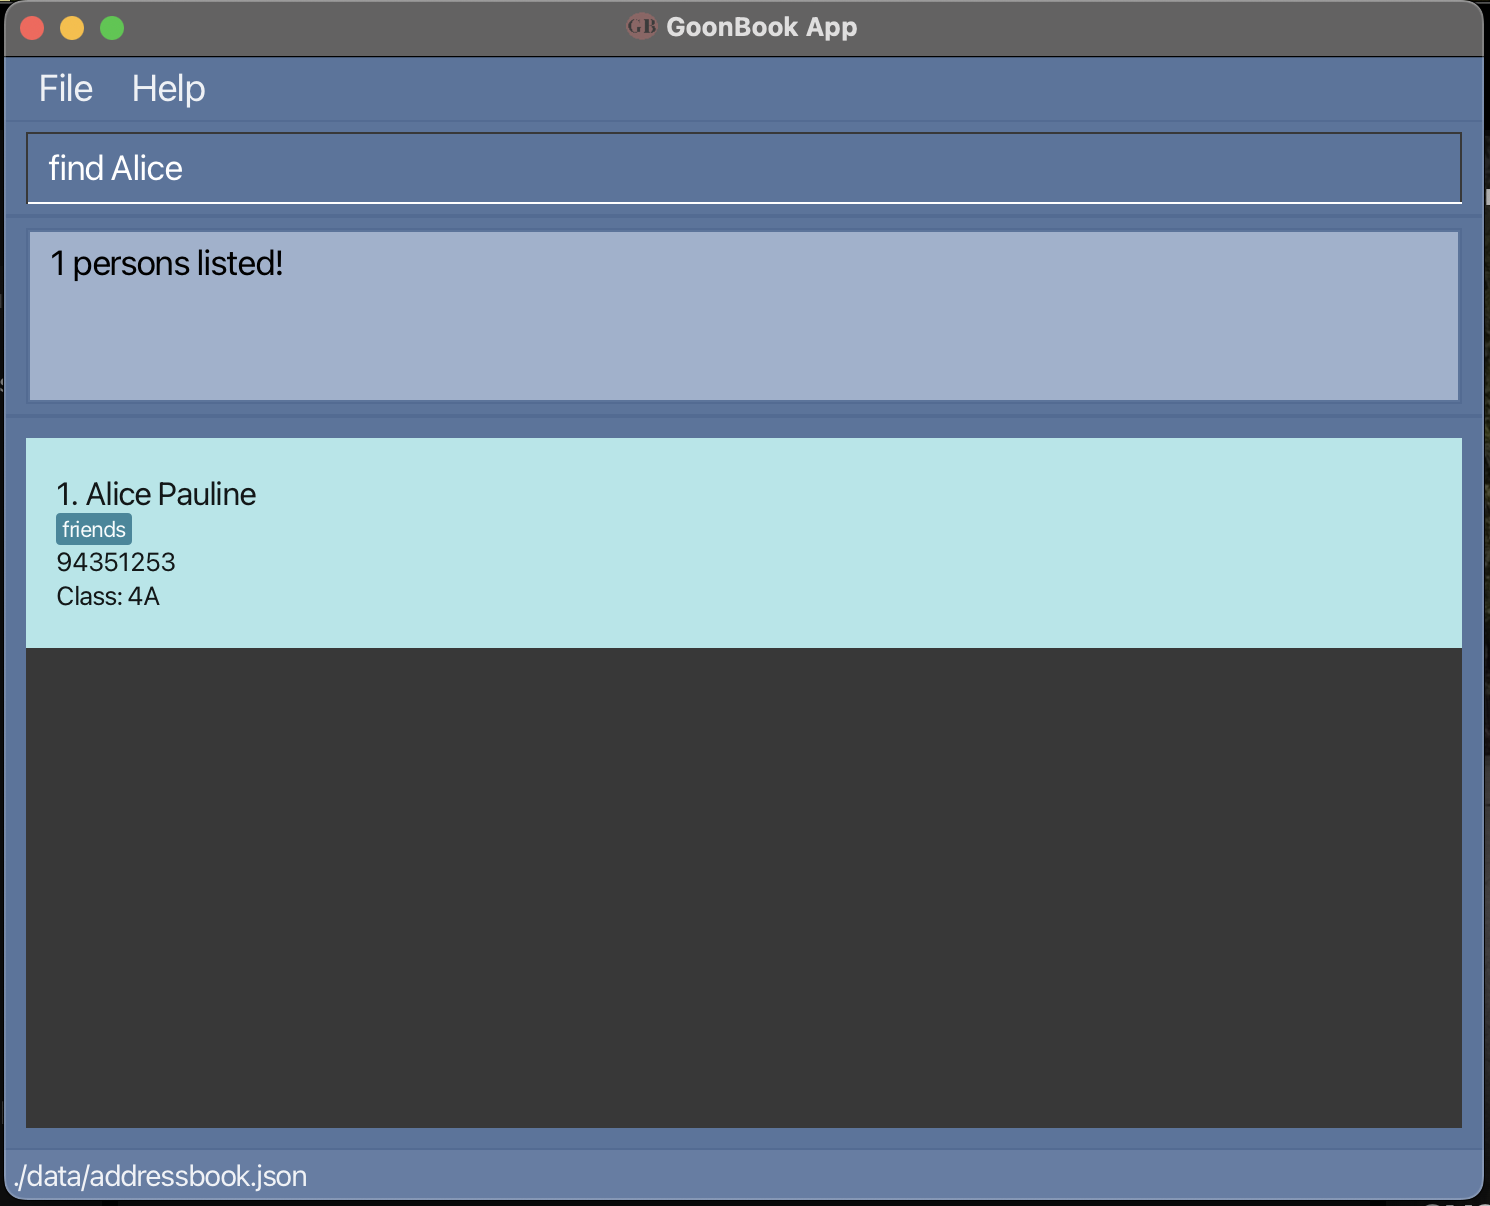 GB GoonBook App
File Help
find Alice
1 persons listed!
1. Alice Pauline
friends
94351253
Class: 4A
./data/addressbook.json